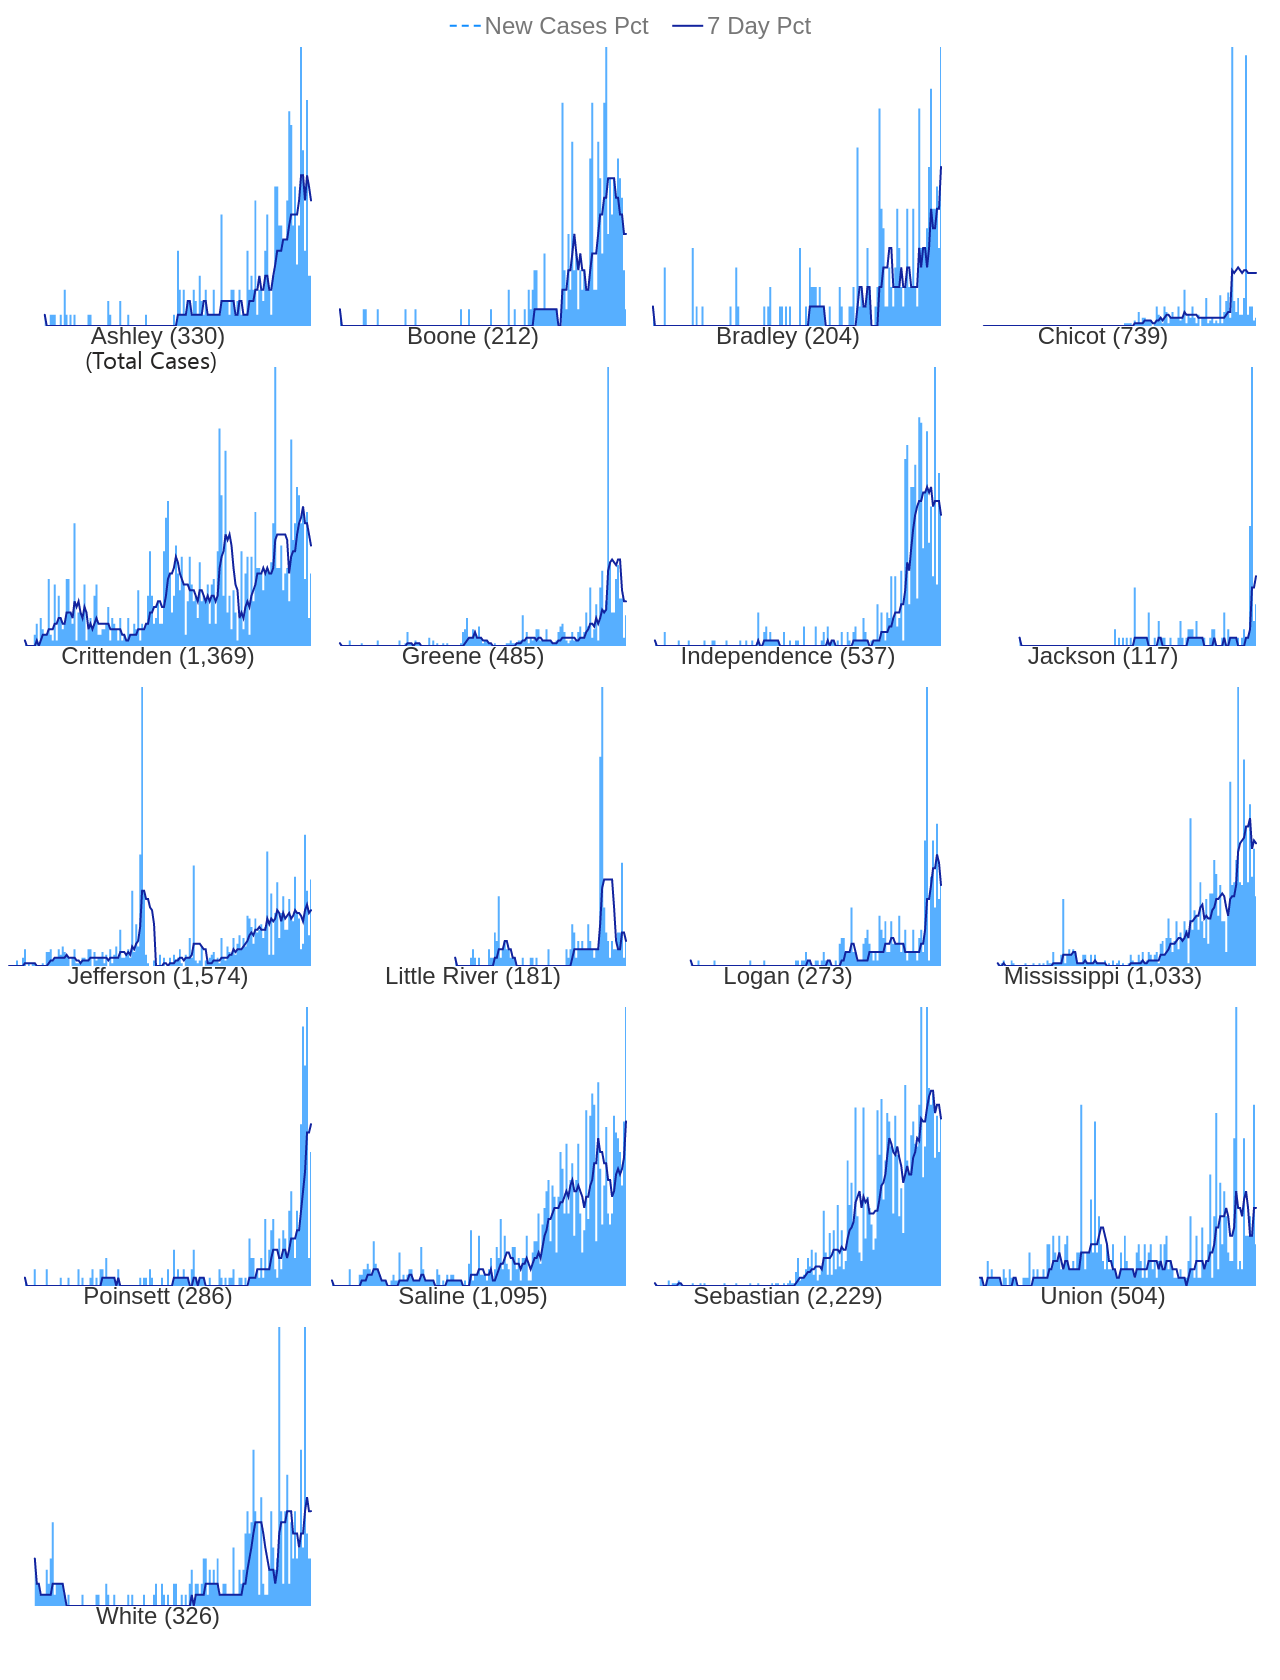 New Cases Pct 7 Day Pct
Ashley (330) Boone (212) Bradley (204) Chicot (739)
(Total Cases)
Crittenden (1,369) Greene (485) Independence (537) Jackson (117)
Jefferson (1,574) Little River (181) Logan (273) Mississippi (1,033)
Poinsett (286) Saline (1,095) Sebastian (2,229) Union (504)
White (326)